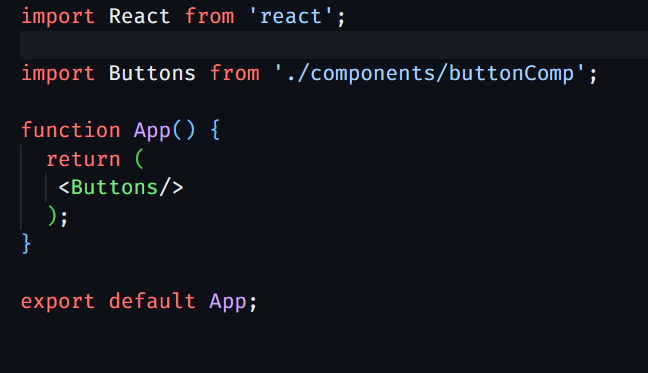 import React from 'react';
import Buttons from './components/buttonComp';
function App() {
return (
<Buttons/>
);
}
export default App;